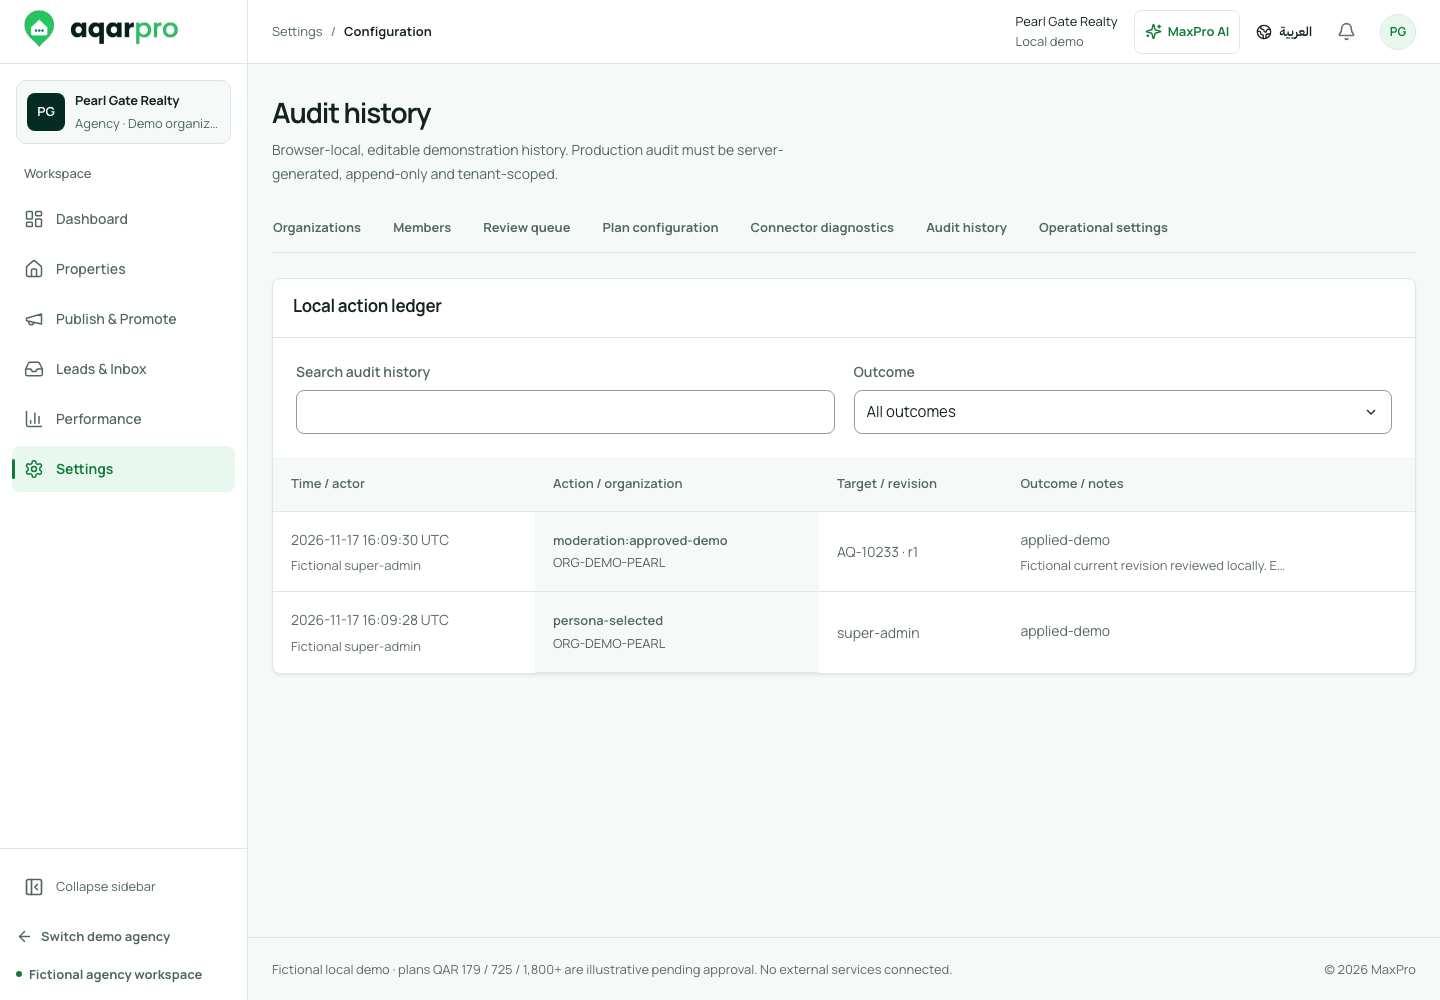 aqarpro
Settings / Configuration
Pearl Gate Realty
Local demo
MaxPro AI
العربية
PG
PG
Pearl Gate Realty
Agency · Demo organiz...
Workspace
Dashboard
Properties
Publish & Promote
Leads & Inbox
Performance
Settings
Collapse sidebar
Switch demo agency
Fictional agency workspace
Audit history
Browser-local, editable demonstration history. Production audit must be server-
generated, append-only and tenant-scoped.
Organizations Members Review queue Plan configuration Connector diagnostics Audit history Operational settings
Local action ledger
Search audit history
Outcome
All outcomes
Time / actor Action / organization Target / revision Outcome / notes
2026-11-17 16:09:30 UTC
Fictional super-admin
moderation:approved-demo
ORG-DEMO-PEARL
AQ-10233 · r1
applied-demo
Fictional current revision reviewed locally. E...
2026-11-17 16:09:28 UTC
Fictional super-admin
persona-selected
ORG-DEMO-PEARL
super-admin
applied-demo
Fictional local demo · plans QAR 179 / 725 / 1,800+ are illustrative pending approval. No external services connected.
© 2026 MaxPro